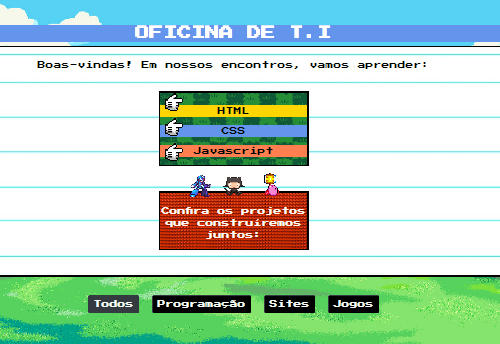 OFICINA DE T.I
Boas-vindas! Em nossos encontros, vamos aprender:
HTML
CSS
Javascript
Confira os projetos
que construiremos
juntos:
Todos Programação Sites Jogos